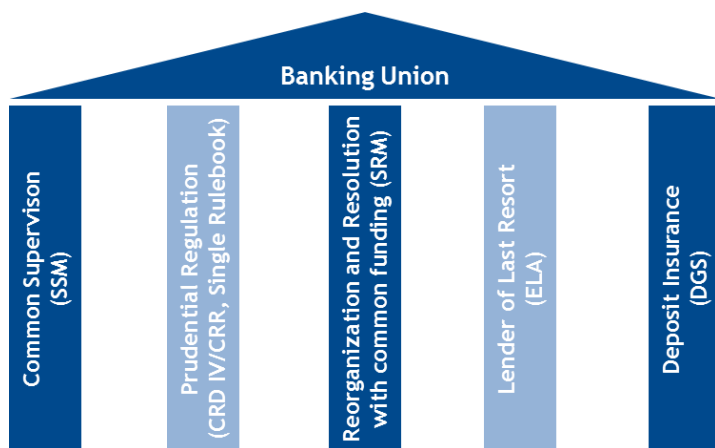 Banking Union
Common Supervison
(SSM)
Prudential Regulation
(CRD IV/CRR, Single Rulebook)
Reorganization and Resolution
with common funding (SRM)
Lender of Last Resort
(ELA)
Deposit Insurance
(DGS)